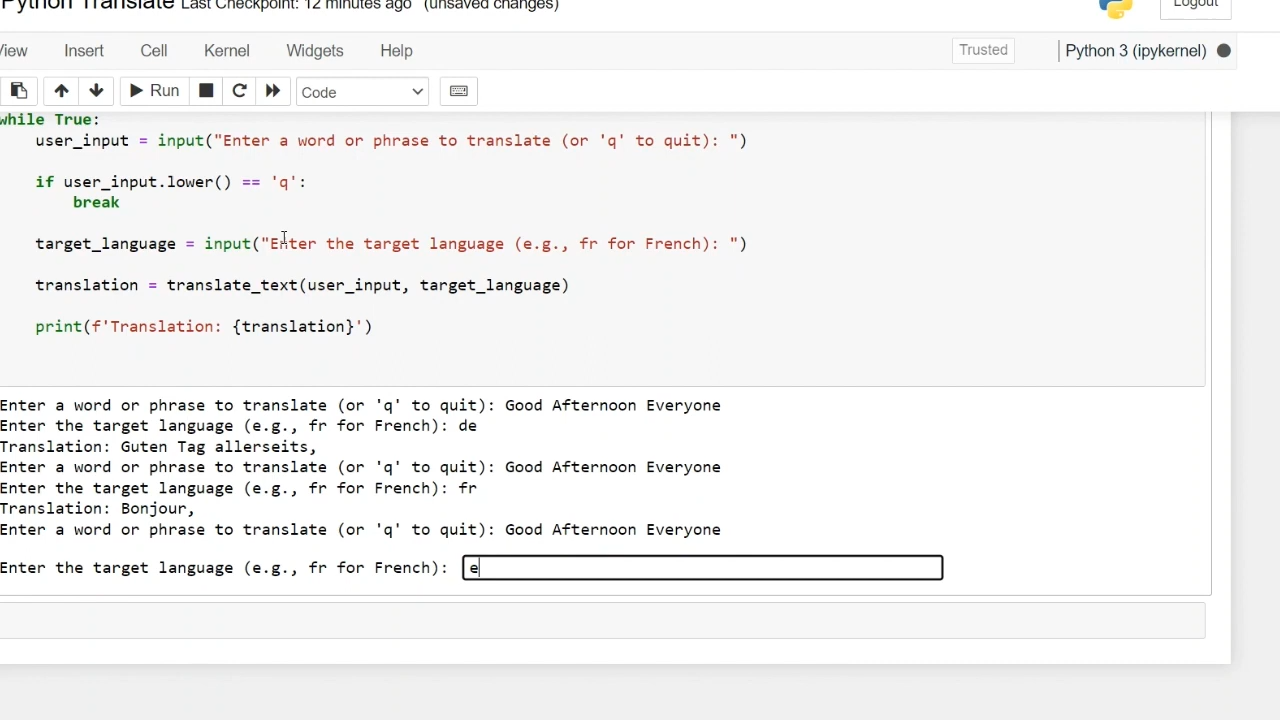 Python Translate Last Checkpoint: 12 minutes ago (unsaved changes)
Logout
View Insert Cell Kernel Widgets Help Trusted Python 3 (ipykernel)
Run Code
while True:
user_input = input("Enter a word or phrase to translate (or 'q' to quit): ")
if user_input.lower() == 'q':
break
target_language = input("Enter the target language (e.g., fr for French): ")
translation = translate_text(user_input, target_language)
print(f'Translation: {translation}')
Enter a word or phrase to translate (or 'q' to quit): Good Afternoon Everyone
Enter the target language (e.g., fr for French): de
Translation: Guten Tag allerseits,
Enter a word or phrase to translate (or 'q' to quit): Good Afternoon Everyone
Enter the target language (e.g., fr for French): fr
Translation: Bonjour,
Enter a word or phrase to translate (or 'q' to quit): Good Afternoon Everyone
Enter the target language (e.g., fr for French): e